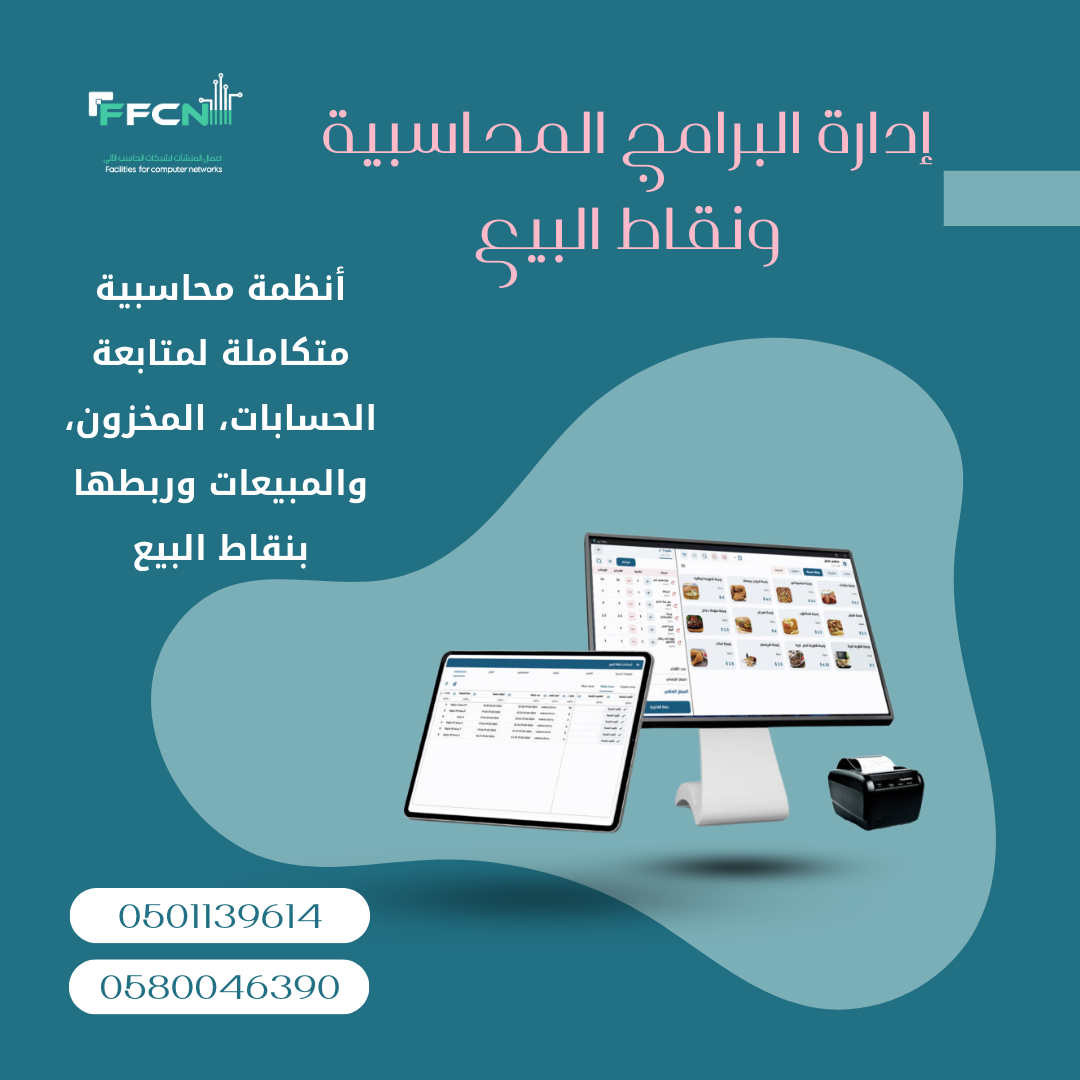 FFCN
اعمال المنشآت لشبكات الحاسب الآلي
Facilities for computer networks
إدارة البرامج المحاسبية
ونقاط البيع
أنظمة محاسبية
متكاملة لمتابعة
الحسابات، المخزون،
والمبيعات وربطها
بنقاط البيع
0501139614
0580046390